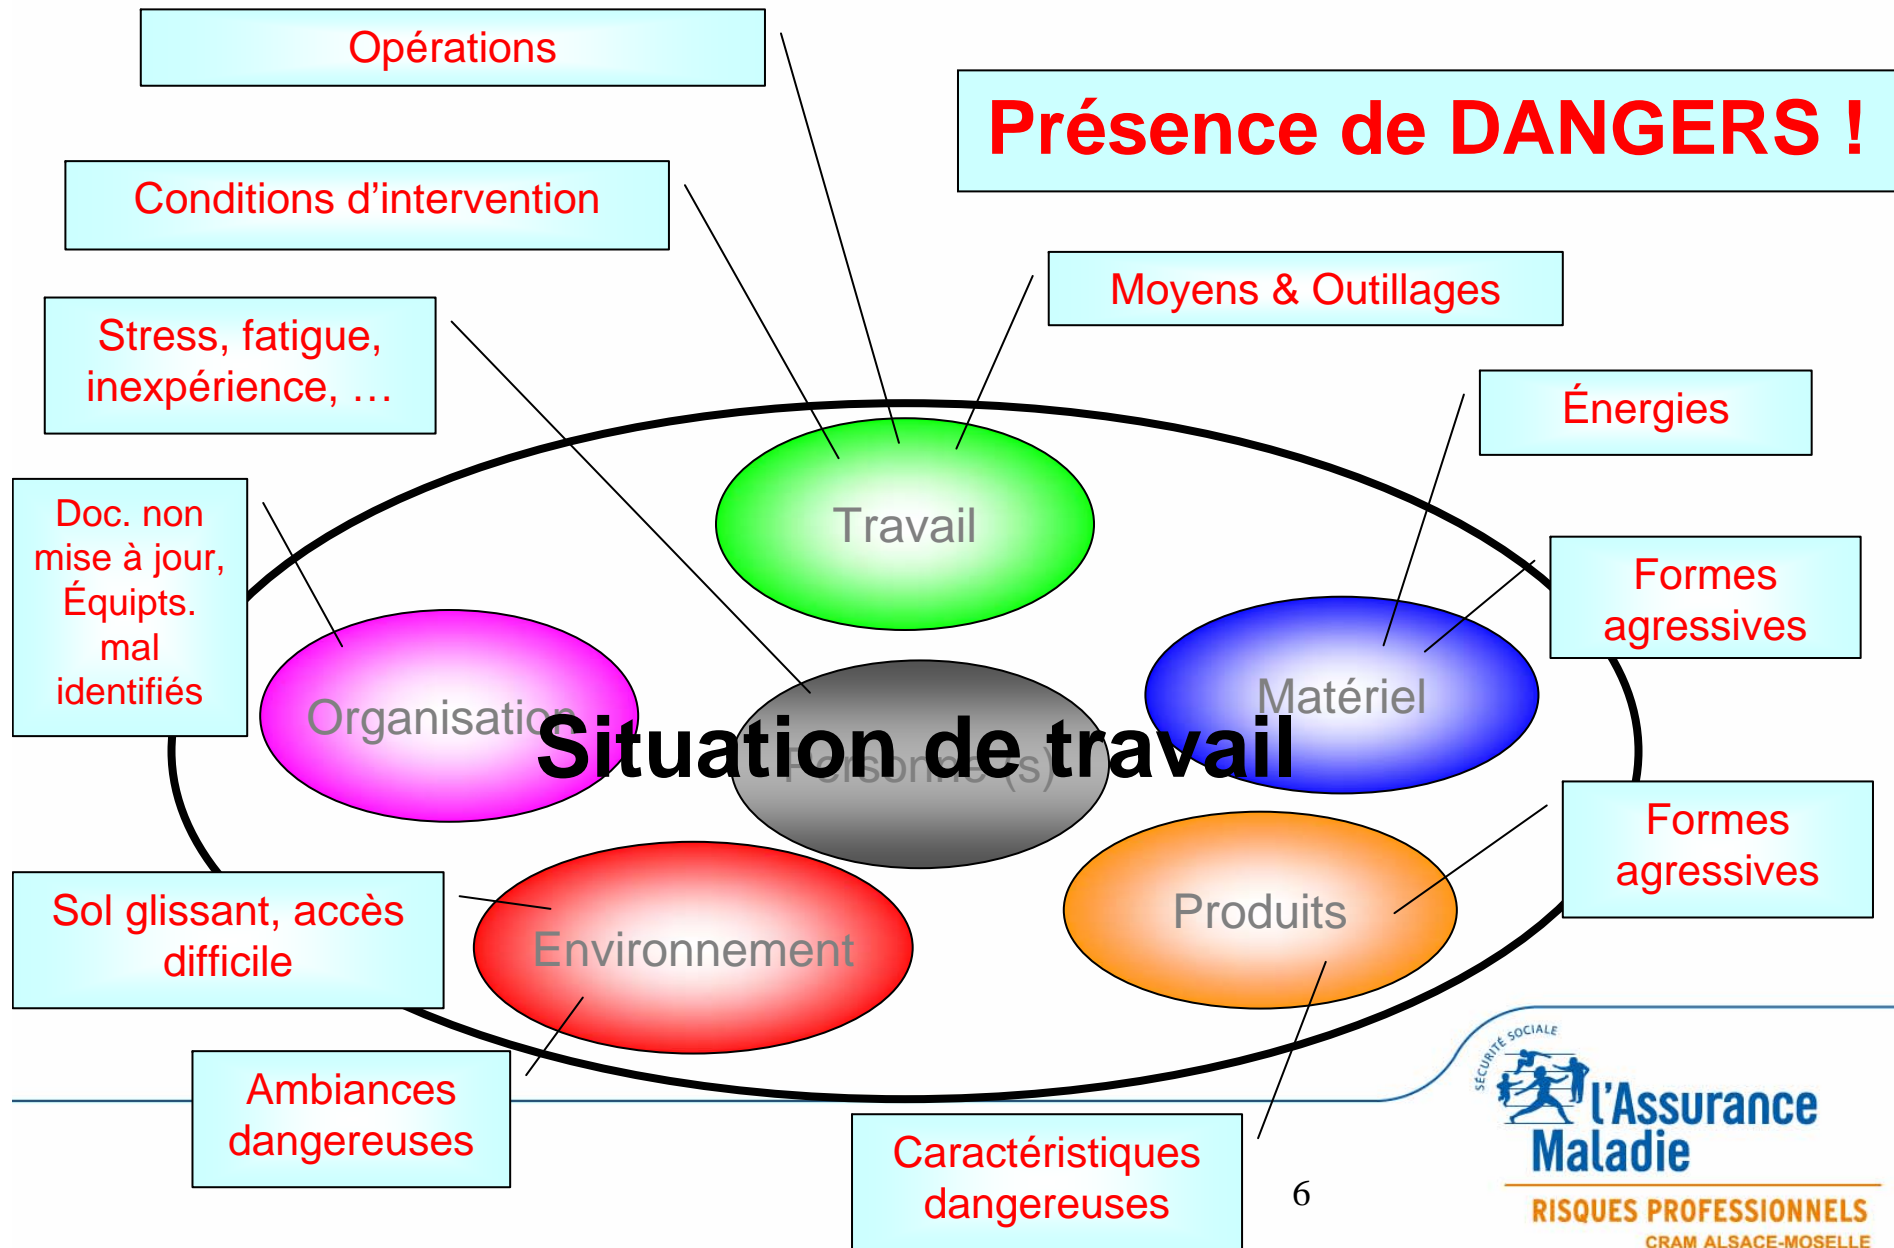 Opérations
Présence de DANGERS !
Conditions d'intervention
Moyens & Outillages
Stress, fatigue,
inexpérience, …
Énergies
Doc. non
mise à jour,
Équipts.
mal
identifiés
Travail
Formes
agressives
Organisation
Matériel
Personne (s)
Situation de travail
Formes
agressives
Sol glissant, accès
difficile
Produits
Environnement
Ambiances
dangereuses
Caractéristiques
dangereuses
6
SÉCURITÉ SOCIALE
l'Assurance
Maladie
RISQUES PROFESSIONNELS
CRAM ALSACE-MOSELLE